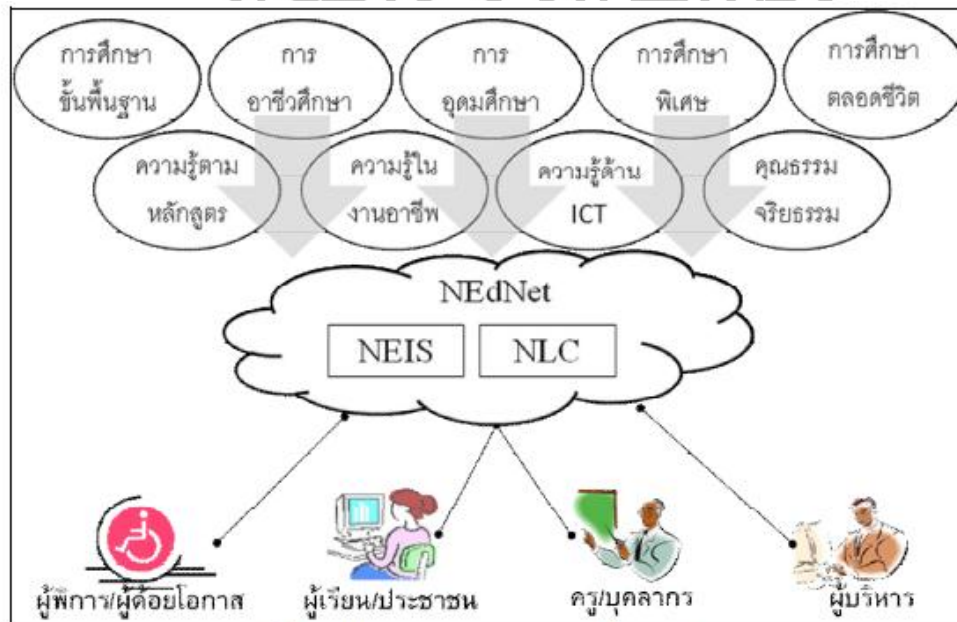 การศึกษา
ขั้นพื้นฐาน
การ
อาชีวศึกษา
การ
อุดมศึกษา
การศึกษา
พิเศษ
การศึกษา
ตลอดชีวิต
ความรู้ตาม
หลักสูตร
ความรู้ใน
งานอาชีพ
ความรู้ด้าน
ICT
คุณธรรม
จริยธรรม
NEdNet
NEIS
NLC
ผู้พิการ/ผู้ด้อยโอกาส
ผู้เรียน/ประชาชน
ครู/บุคลากร
ผู้บริหาร